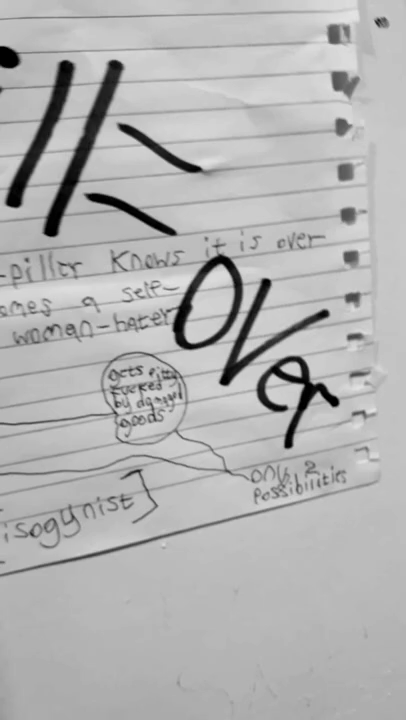 -piller knows it is over
omes a self-
woman-hater
OVer
gets pitty
fucked
by damaged
goods
only 2
possibilities
isogynist]